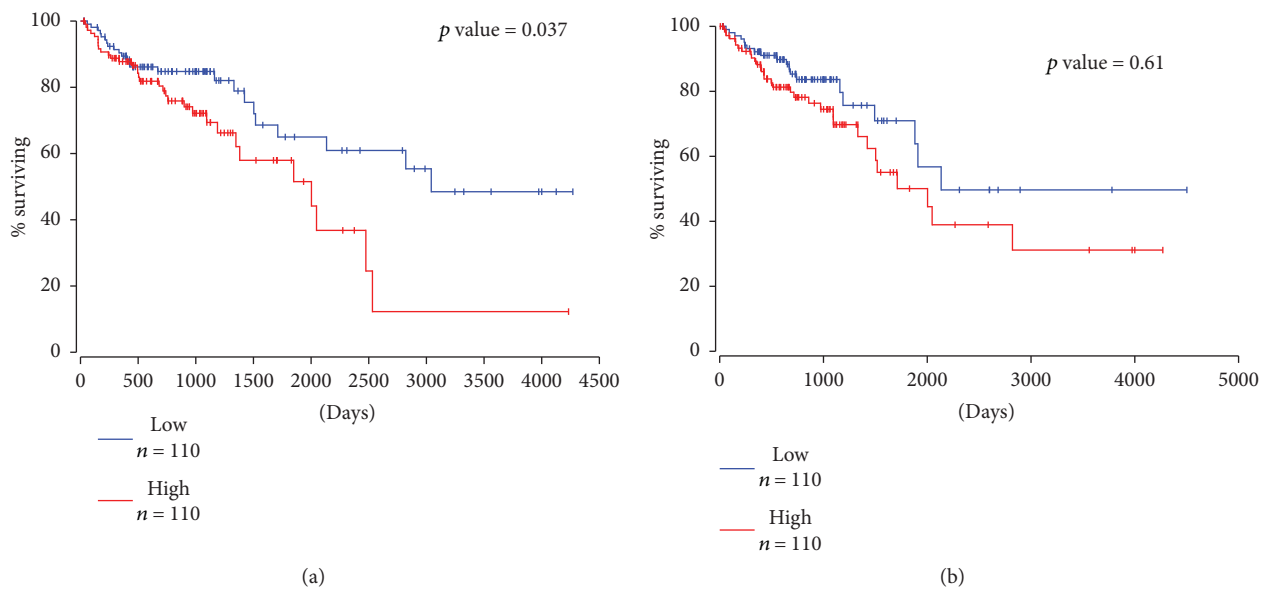 100
80
60
40
20
0
% surviving
p value = 0.037
0 500 1000 1500 2000 2500 3000 3500 4000 4500
(Days)
Low
n = 110
High
n = 110
(a)
100
80
60
40
20
0
% surviving
p value = 0.61
0 1000 2000 3000 4000 5000
(Days)
Low
n = 110
High
n = 110
(b)